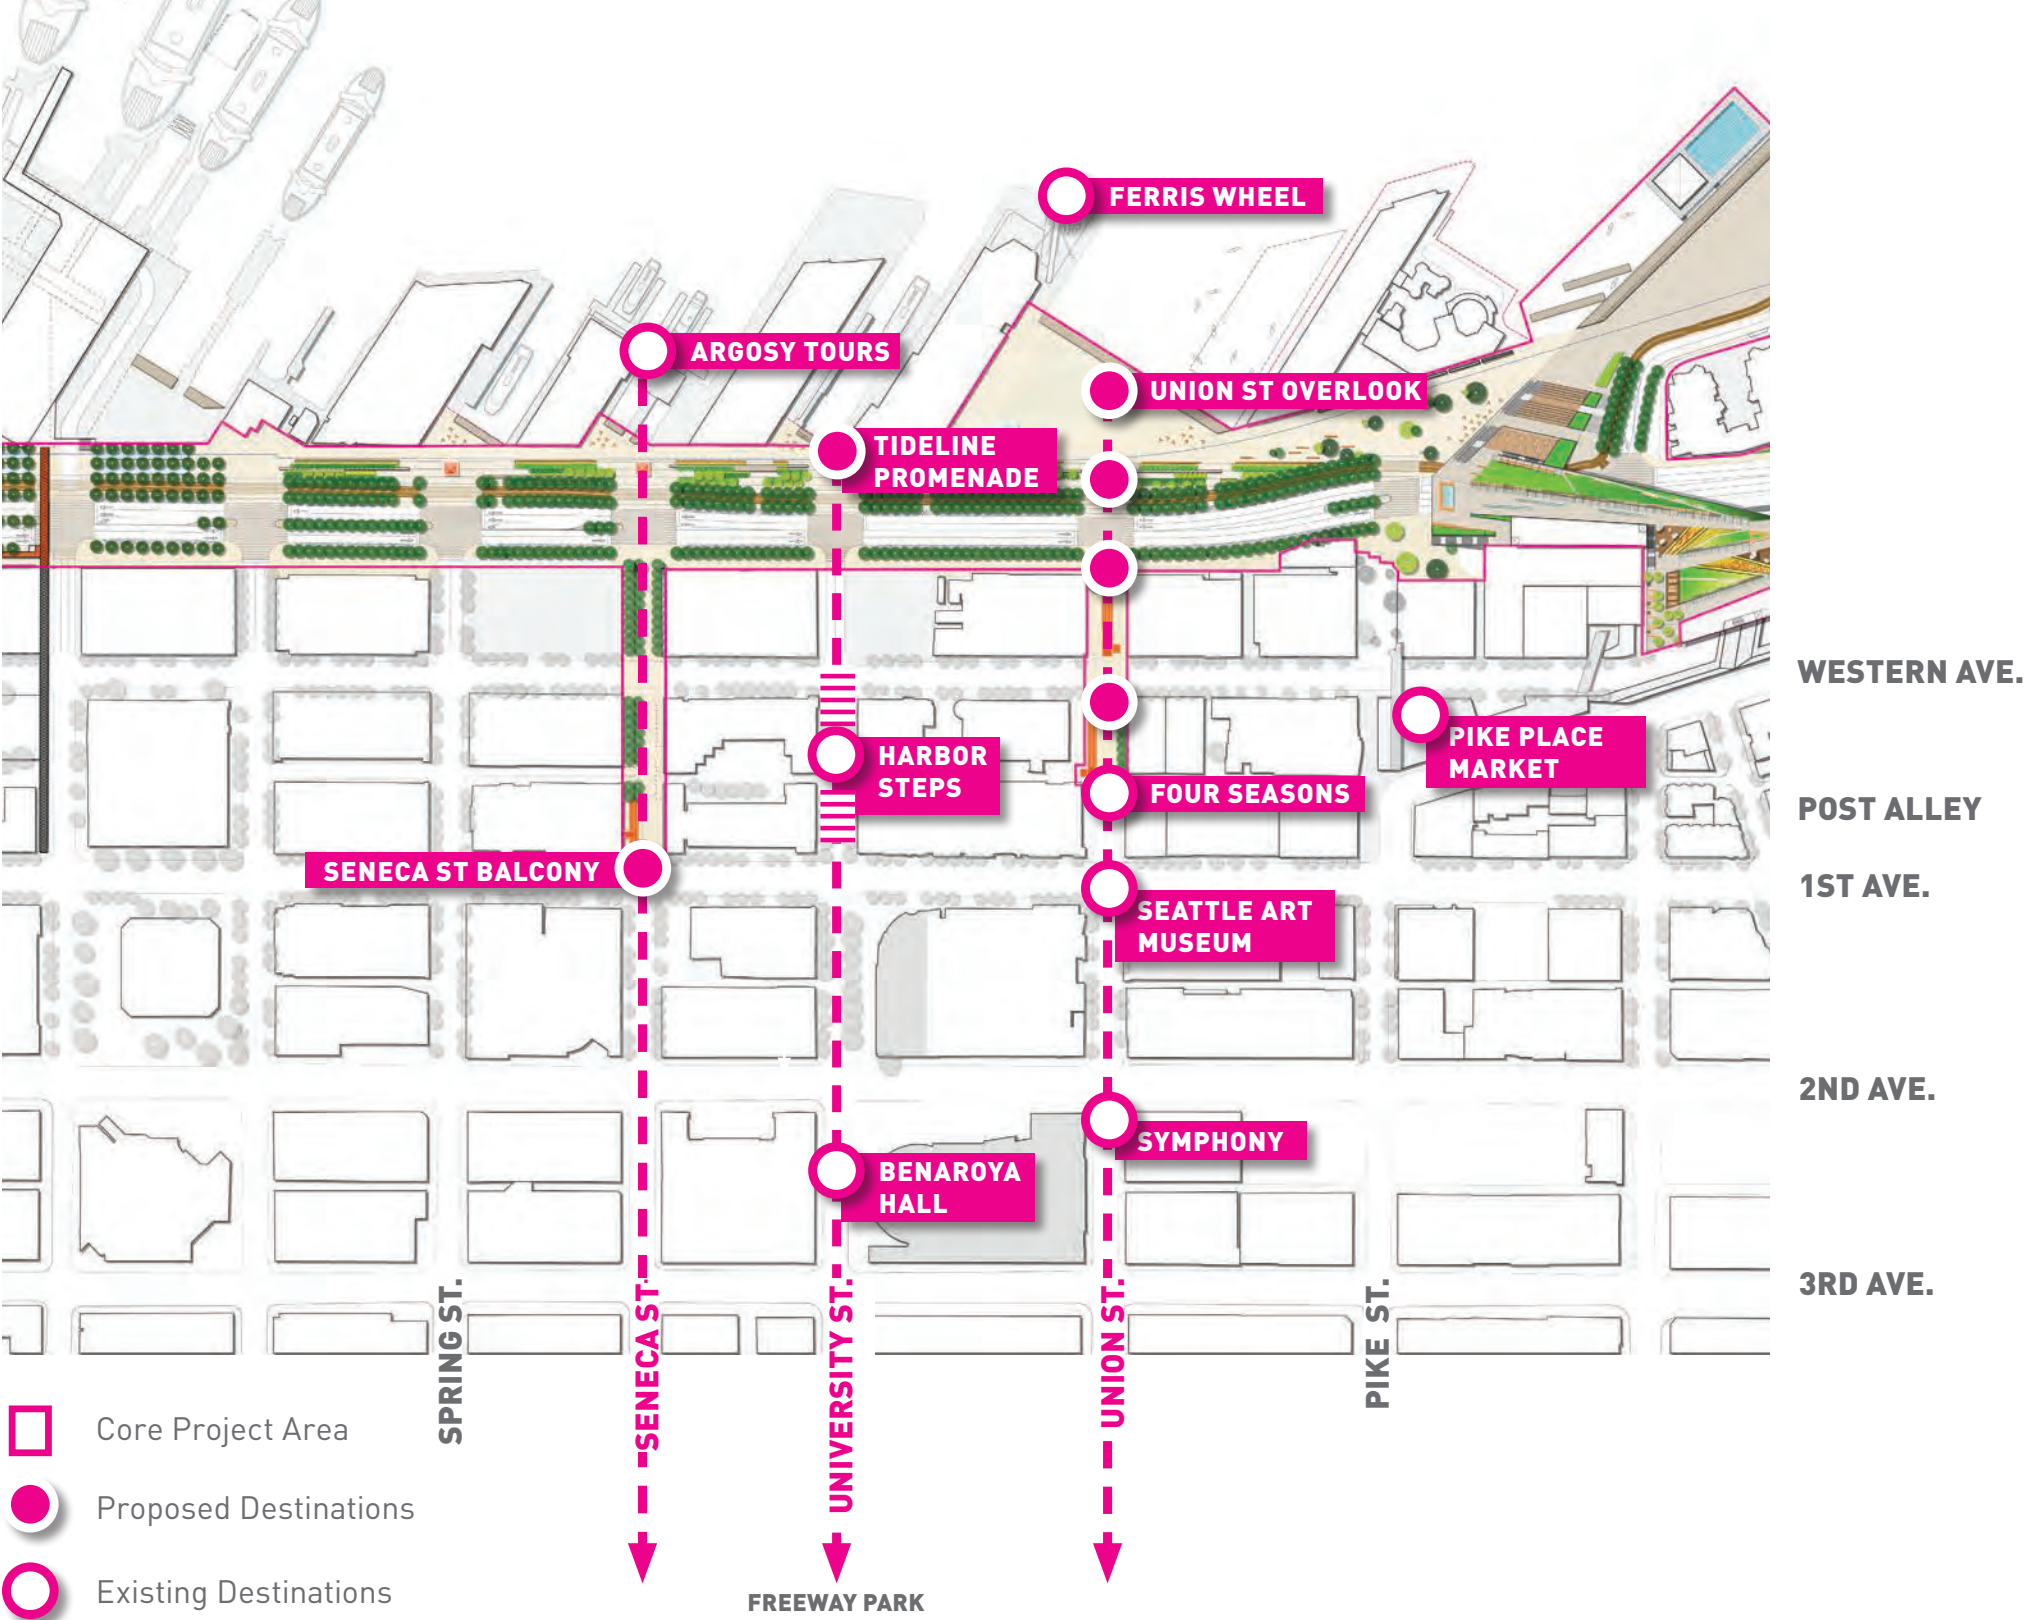 FERRIS WHEEL
ARGOSY TOURS
UNION ST OVERLOOK
TIDELINE
PROMENADE
WESTERN AVE.
PIKE PLACE
MARKET
HARBOR
STEPS
FOUR SEASONS
POST ALLEY
SENECA ST BALCONY
1ST AVE.
SEATTLE ART
MUSEUM
2ND AVE.
SYMPHONY
BENAROYA
HALL
3RD AVE.
SPRING ST.
SENECA ST.
UNIVERSITY ST.
UNION ST.
PIKE ST.
Core Project Area
Proposed Destinations
Existing Destinations
FREEWAY PARK